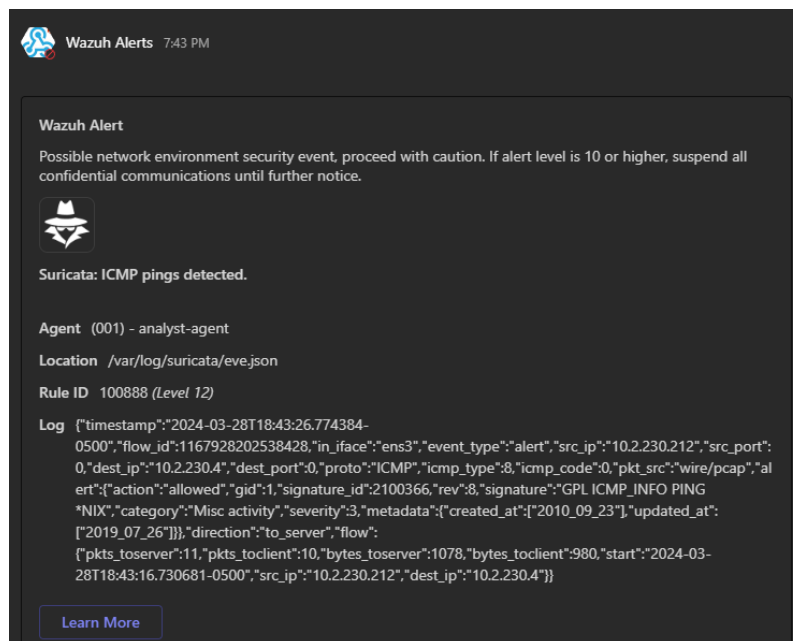 Wazuh Alerts 7:43 PM
Wazuh Alert
Possible network environment security event, proceed with caution. If alert level is 10 or higher, suspend all
confidential communications until further notice.
Suricata: ICMP pings detected.
Agent (001) - analyst-agent
Location /var/log/suricata/eve.json
Rule ID 100888 (Level 12)
Log {"timestamp":"2024-03-28T18:43:26.774384-
0500","flow_id":1167928202538428,"in_iface":"ens3","event_type":"alert","src_ip":"10.2.230.212","src_port":
0,"dest_ip":"10.2.230.4","dest_port":0,"proto":"ICMP","icmp_type":8,"icmp_code":0,"pkt_src":"wire/pcap","al
ert":{"action":"allowed","gid":1,"signature_id":2100366,"rev":8,"signature":"GPL ICMP_INFO PING
*NIX","category":"Misc activity","severity":3,"metadata":{"created_at":["2010_09_23"],"updated_at":
["2019_07_26"]}},"direction":"to_server","flow":
{"pkts_toserver":11,"pkts_toclient":10,"bytes_toserver":1078,"bytes_toclient":980,"start":"2024-03-
28T18:43:16.730681-0500","src_ip":"10.2.230.212","dest_ip":"10.2.230.4"}}
Learn More